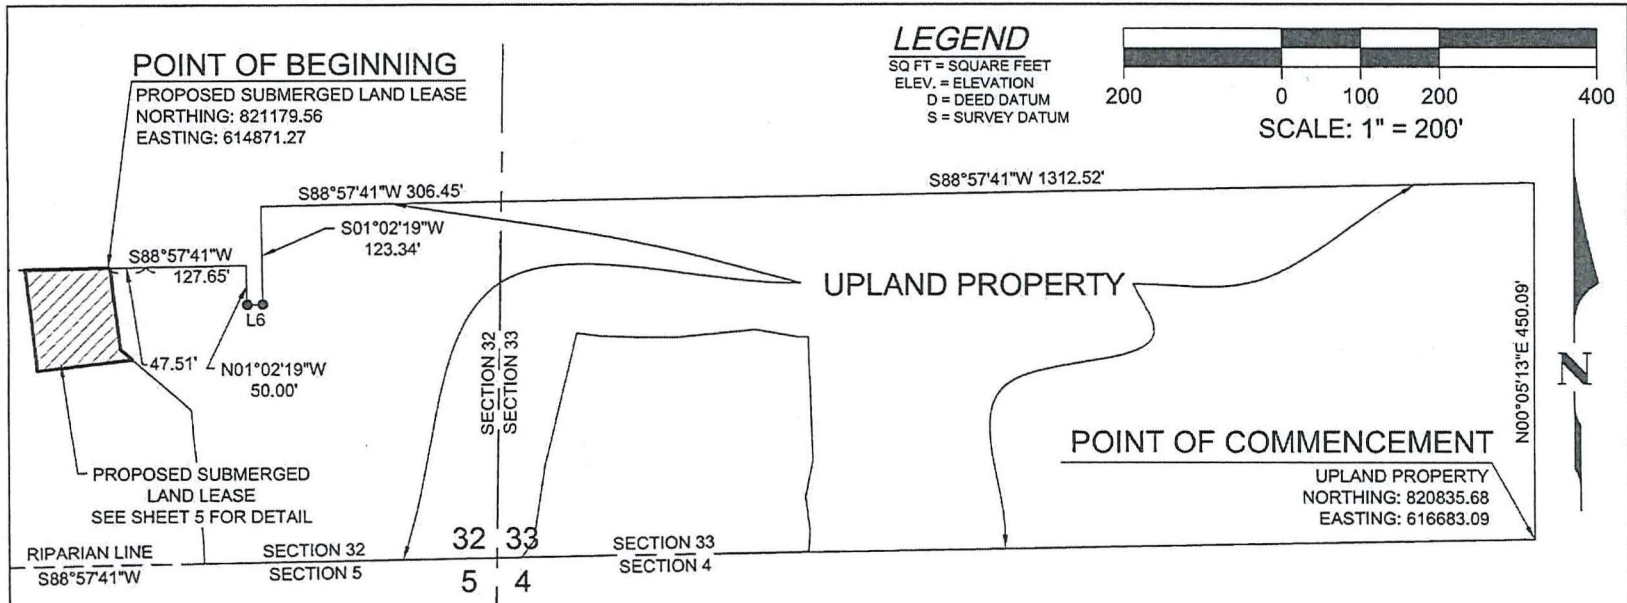 POINT OF BEGINNING
PROPOSED SUBMERGED LAND LEASE
NORTHING: 821179.56
EASTING: 614871.27
LEGEND
SQ FT = SQUARE FEET
ELEV. = ELEVATION
D = DEED DATUM
S = SURVEY DATUM
200 0 100 200 400
SCALE: 1" = 200'
S88°57'41"W 306.45'
S88°57'41"W 1312.52'
S01°02'19"W
123.34'
S88°57'41"W
127.65'
L6
47.51'
N01°02'19"W
50.00'
UPLAND PROPERTY
SECTION 32
SECTION 33
N00°05'13"E 450.09'
N
POINT OF COMMENCEMENT
UPLAND PROPERTY
NORTHING: 820835.68
EASTING: 616683.09
PROPOSED SUBMERGED
LAND LEASE
SEE SHEET 5 FOR DETAIL
RIPARIAN LINE
S88°57'41"W
SECTION 32
SECTION 5
32 33
5 4
SECTION 33
SECTION 4